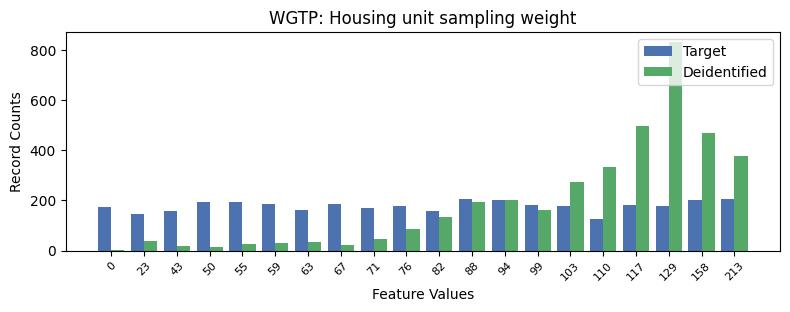 WGTP: Housing unit sampling weight
Target
Deidentified
800
600
400
200
0
Record Counts
0 23 43 50 55 59 63 67 71 76 82 88 94 99 103 110 117 129 158 213
Feature Values